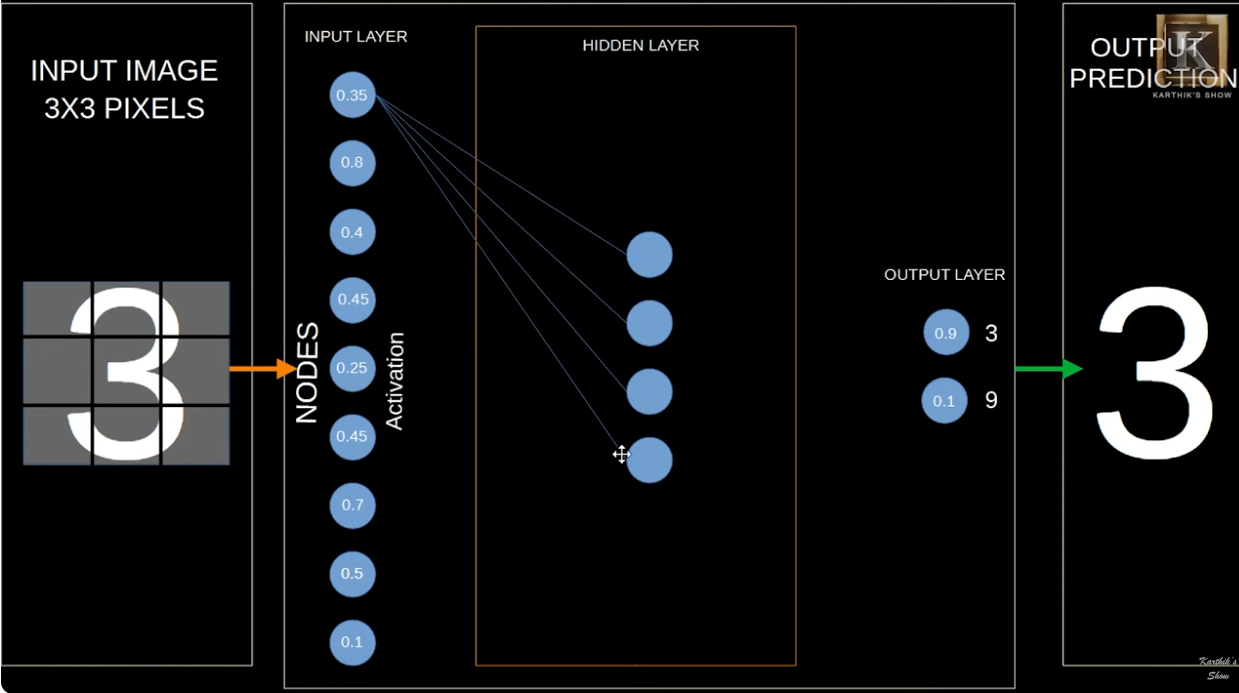 INPUT IMAGE
3X3 PIXELS
3
INPUT LAYER
0.35
0.8
0.4
0.45
0.25
0.45
0.7
0.5
0.1
NODES
Activation
HIDDEN LAYER
OUTPUT LAYER
0.9 3
0.1 9
OUTPUT
PREDICTION
K
KARTHIK'S SHOW
3
Karthik's
Show